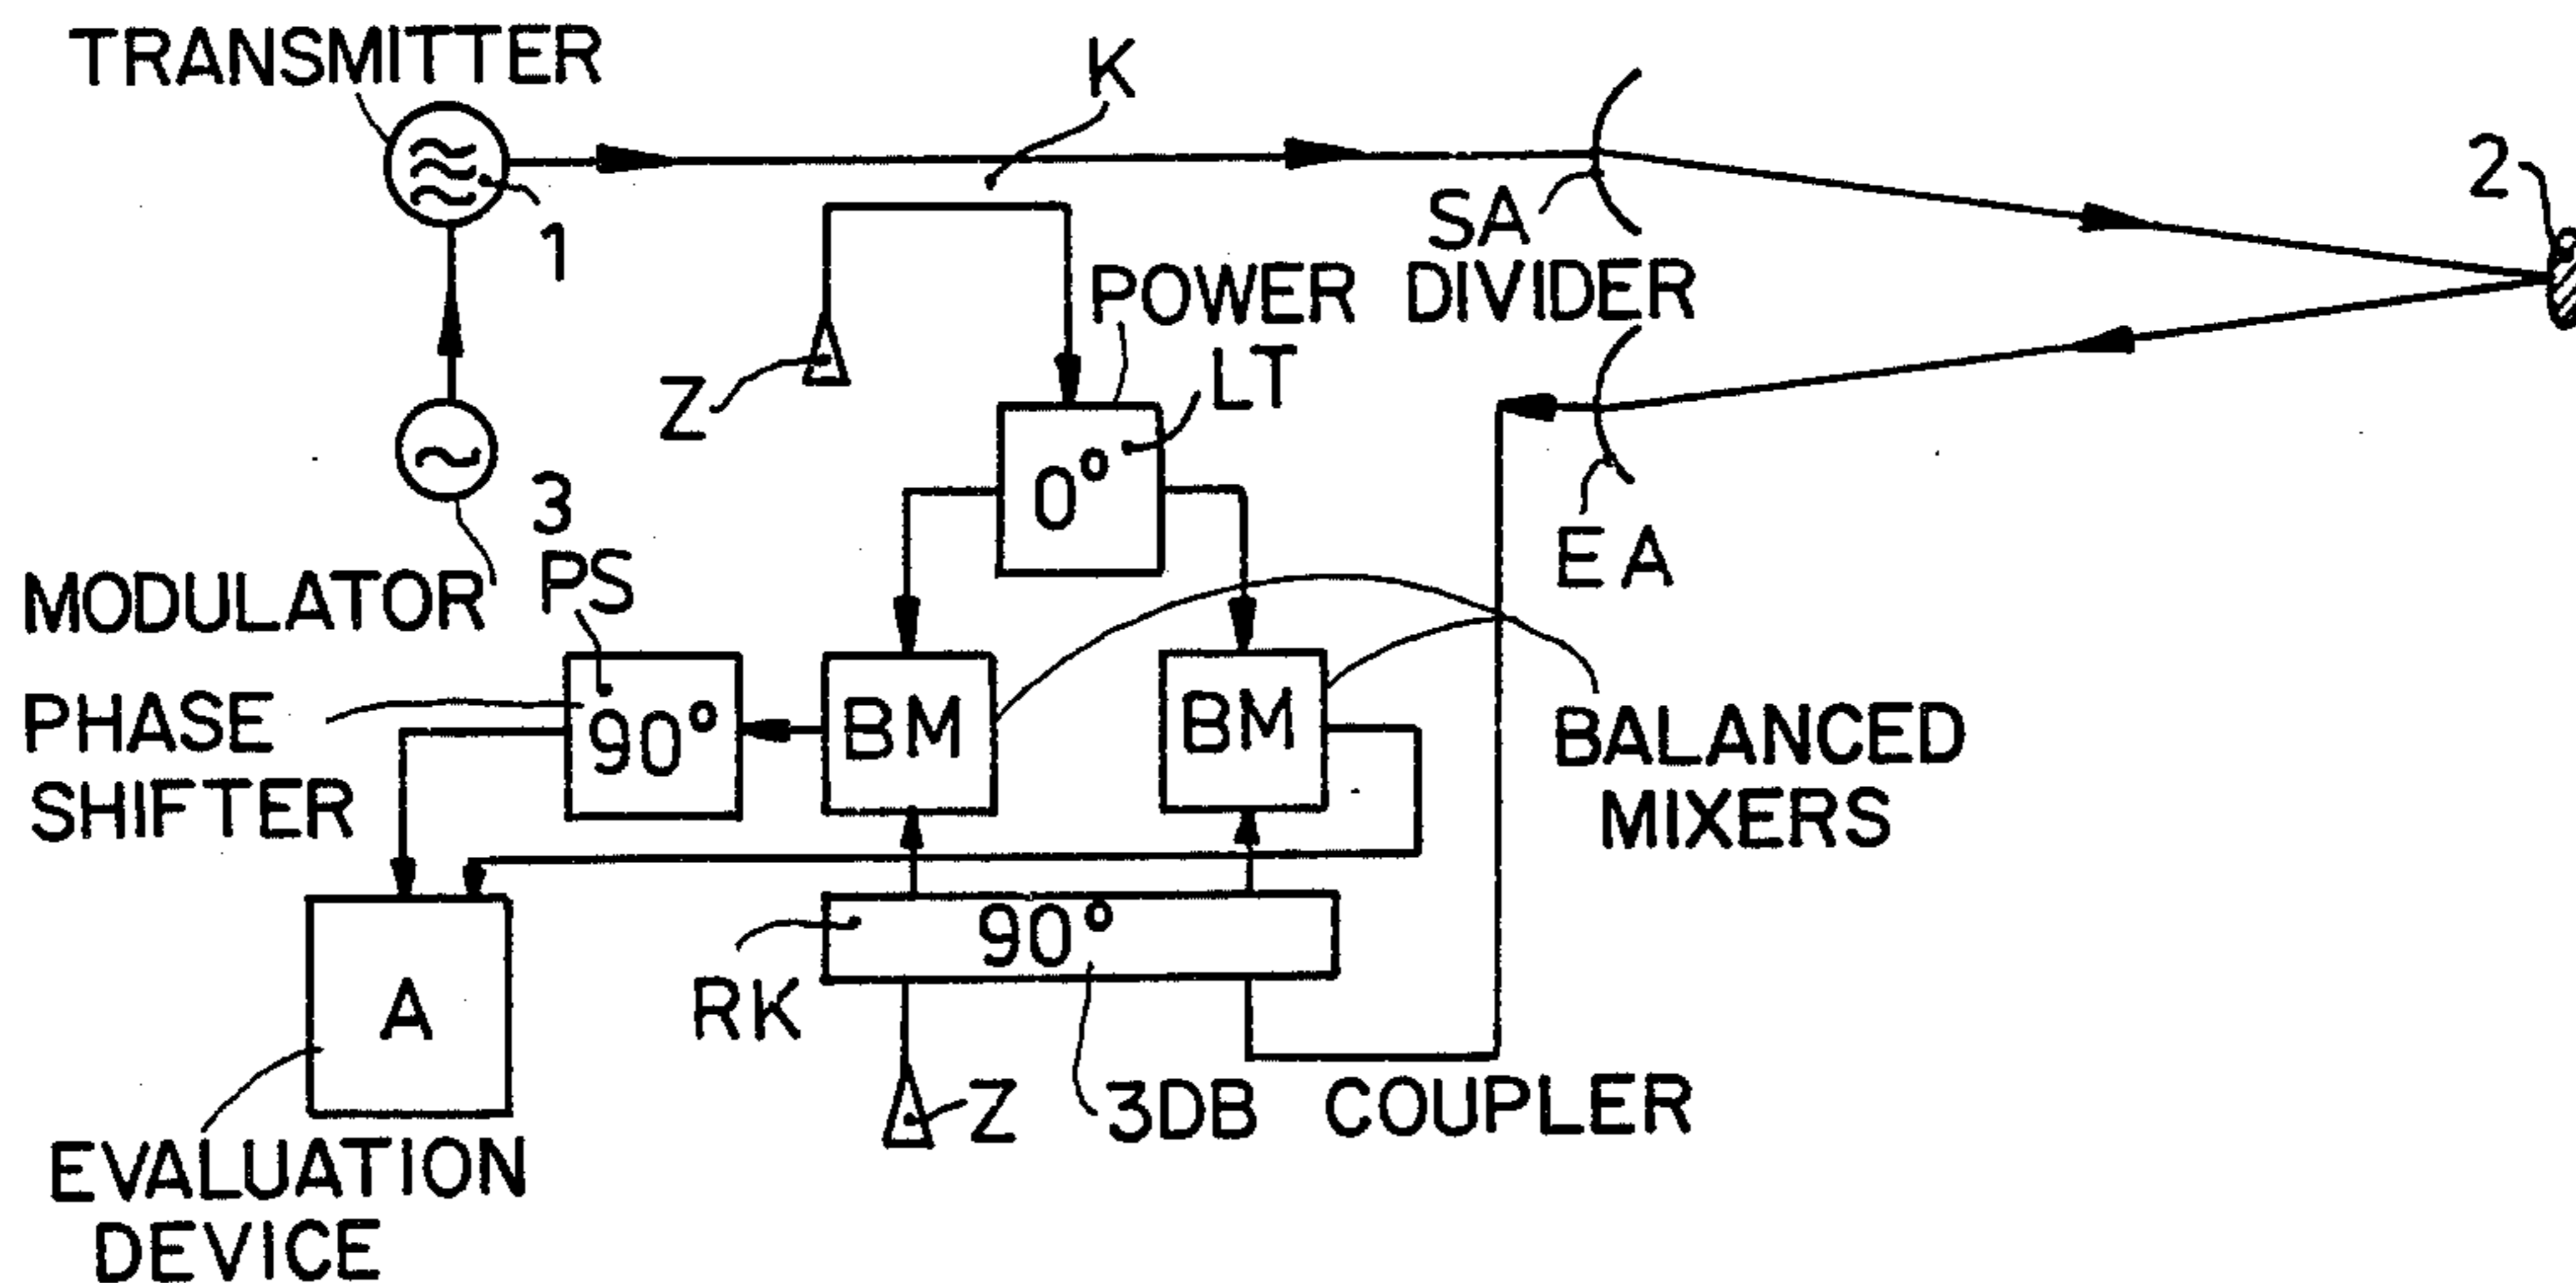 TRANSMITTER
K
1
SA
2
POWER DIVIDER
Z
LT
0°
3
EA
MODULATOR
PS
PHASE
SHIFTER
90°
BM
BM
BALANCED
MIXERS
RK
90°
A
Z
3DB COUPLER
EVALUATION
DEVICE